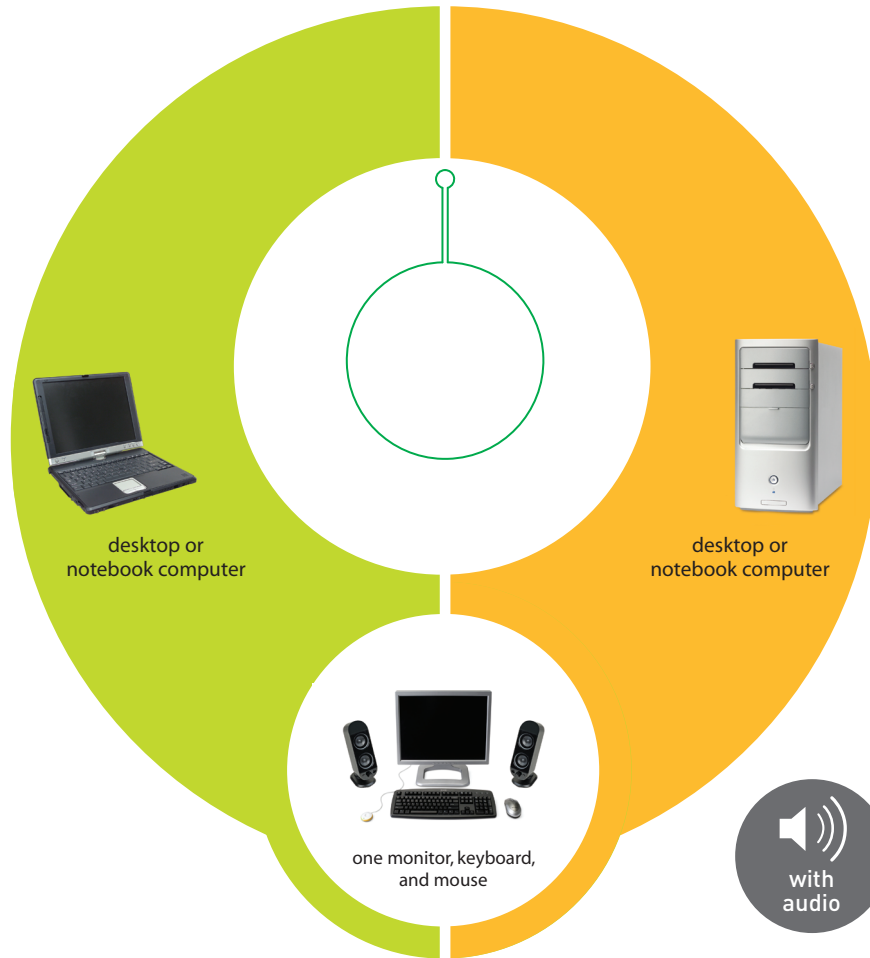 desktop or
notebook computer
desktop or
notebook computer
one monitor, keyboard,
and mouse
with
audio